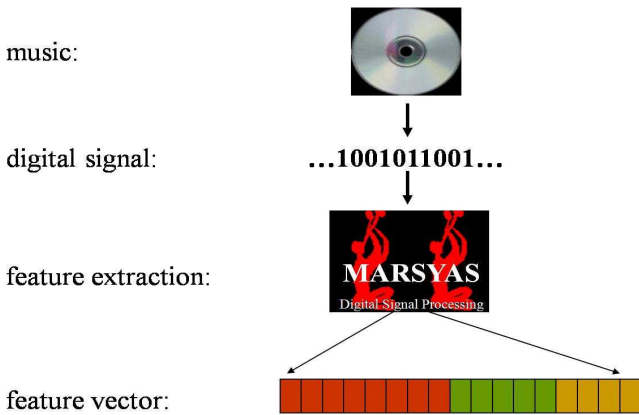 music:
digital signal:
...1001011001...
feature extraction:
MARSYAS
Digital Signal Processing
feature vector: